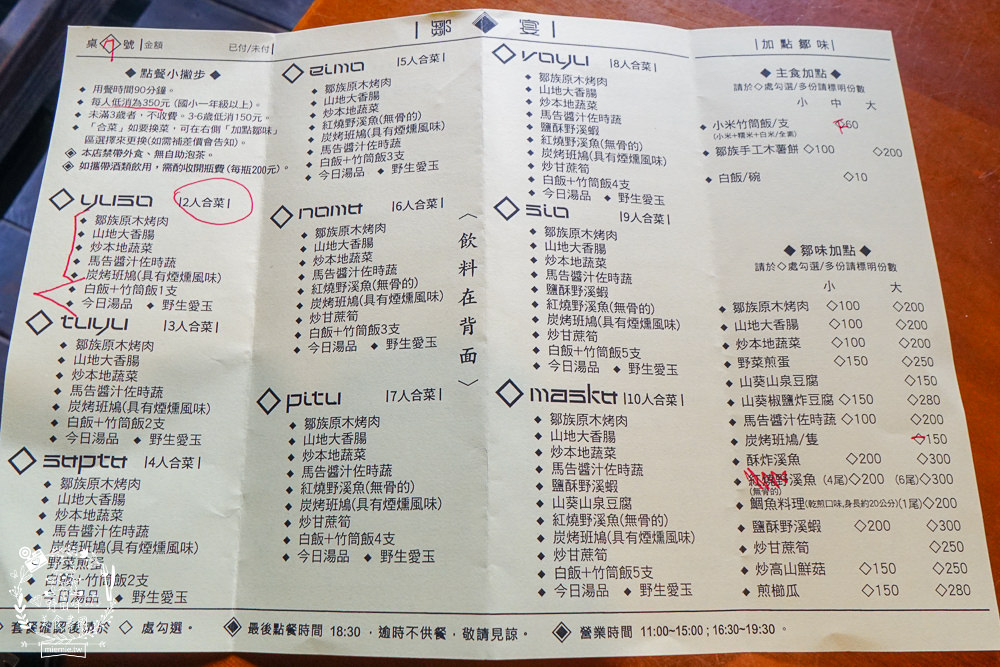 鄒 宴
桌 號 |金額 已付/未付|
7
◆ 點餐小撇步 ◆
◆ 用餐時間90分鐘。
◆ 每人低消為350元 (國小一年級以上)。
◆ 未滿3歲者，不收費。3-6歲低消150元。
◆ 「合菜」如要換菜，可在右側「加點鄒味」
區選擇來更換(如需補差價會告知)。
◈ 本店禁帶外食、無自助泡茶。
◈ 如攜帶酒類飲用，需酌收開瓶費 (每瓶200元)。
◇ yuso |2人合菜|
◆ 鄒族原木烤肉
◆ 山地大香腸
◆ 炒本地蔬菜
◆ 馬告醬汁佐時蔬
◆ 炭烤班鳩(具有煙燻風味)
◆ 白飯+竹筒飯1支
◆ 今日湯品 ◆ 野生愛玉
◇ tuyu |3人合菜|
◆ 鄒族原木烤肉
◆ 山地大香腸
◆ 炒本地蔬菜
◆ 馬告醬汁佐時蔬
◆ 炭烤班鳩(具有煙燻風味)
◆ 白飯+竹筒飯2支
◆ 今日湯品 ◆ 野生愛玉
◇ sopto |4人合菜|
◆ 鄒族原木烤肉
◆ 山地大香腸
◆ 炒本地蔬菜
◆ 馬告醬汁佐時蔬
◆ 炭烤班鳩(具有煙燻風味)
野菜煎蛋
◆ 白飯+竹筒飯2支
今日湯品 ◆ 野生愛玉
◇ eimo |5人合菜|
◆ 鄒族原木烤肉
◆ 山地大香腸
◆ 炒本地蔬菜
◆ 紅燒野溪魚(無骨的)
◆ 炭烤班鳩(具有煙燻風味)
◆ 馬告醬汁佐時蔬
◆ 白飯+竹筒飯3支
◆ 今日湯品 ◆ 野生愛玉
◇ nomo |6人合菜|
◆ 鄒族原木烤肉
◆ 山地大香腸
◆ 炒本地蔬菜
◆ 馬告醬汁佐時蔬
◆ 紅燒野溪魚(無骨的)
◆ 炭烤班鳩(具有煙燻風味)
◆ 炒甘蔗筍
◆ 白飯+竹筒飯3支
◆ 今日湯品 ◆ 野生愛玉
◇ pitu |7人合菜|
◆ 鄒族原木烤肉
◆ 山地大香腸
◆ 炒本地蔬菜
◆ 馬告醬汁佐時蔬
◆ 紅燒野溪魚(無骨的)
◆ 炭烤班鳩(具有煙燻風味)
◆ 炒甘蔗筍
◆ 白飯+竹筒飯4支
◆ 今日湯品 ◆ 野生愛玉
〈飲料在背面〉
◇ voyu |8人合菜|
◆ 鄒族原木烤肉
◆ 山地大香腸
◆ 炒本地蔬菜
◆ 馬告醬汁佐時蔬
◆ 鹽酥野溪蝦
◆ 紅燒野溪魚(無骨的)
◆ 炭烤班鳩(具有煙燻風味)
◆ 炒甘蔗筍
◆ 白飯+竹筒飯4支
◆ 今日湯品 ◆ 野生愛玉
◇ sio |9人合菜|
◆ 鄒族原木烤肉
◆ 山地大香腸
◆ 炒本地蔬菜
◆ 馬告醬汁佐時蔬
◆ 鹽酥野溪蝦
◆ 紅燒野溪魚(無骨的)
◆ 炭烤班鳩(具有煙燻風味)
◆ 炒甘蔗筍
◆ 白飯+竹筒飯5支
◆ 今日湯品 ◆ 野生愛玉
◇ masku |10人合菜|
◆ 鄒族原木烤肉
◆ 山地大香腸
◆ 炒本地蔬菜
◆ 馬告醬汁佐時蔬
◆ 鹽酥野溪蝦
◆ 山葵山泉豆腐
◆ 紅燒野溪魚(無骨的)
◆ 炭烤班鳩(具有煙燻風味)
◆ 炒甘蔗筍
◆ 白飯+竹筒飯5支
◆ 今日湯品 ◆ 野生愛玉
|加點鄒味|
◆ 主食加點 ◆
請於◇處勾選/多份請標明份數
小 中 大
◆ 小米竹筒飯/支 60
(小米+糯米+白米/全素)
◆ 鄒族手工木薯餅 ◇100 ◇200
◆ 白飯/碗 ◇10
◆ 鄒味加點 ◆
請於◇處勾選/多份請標明份數
小 大
◆ 鄒族原木烤肉 ◇100 ◇200
◆ 山地大香腸 ◇100 ◇200
◆ 炒本地蔬菜 ◇100 ◇200
◆ 野菜煎蛋 ◇150 ◇250
◆ 山葵山泉豆腐 ◇150
◆ 山葵椒鹽炸豆腐 ◇150 ◇280
◆ 馬告醬汁佐時蔬 ◇100 ◇200
◆ 炭烤班鳩/隻 ◇150
◆ 酥炸溪魚 ◇200 ◇300
◆ 紅燒野溪魚 (4尾)◇200 (6尾)◇300
(無骨的)
◆ 鯝魚料理(乾煎口味,身長約20公分)(1尾)◇200
◆ 鹽酥野溪蝦 ◇200 ◇300
◆ 炒甘蔗筍 ◇250
◆ 炒高山鮮菇 ◇150 ◇250
◆ 煎櫛瓜 ◇150 ◇280
套餐確認後請於 ◇ 處勾選。 ◈ 最後點餐時間 18:30，逾時不供餐，敬請見諒。 ◈ 營業時間 11:00~15:00；16:30~19:30。
miemie.tw